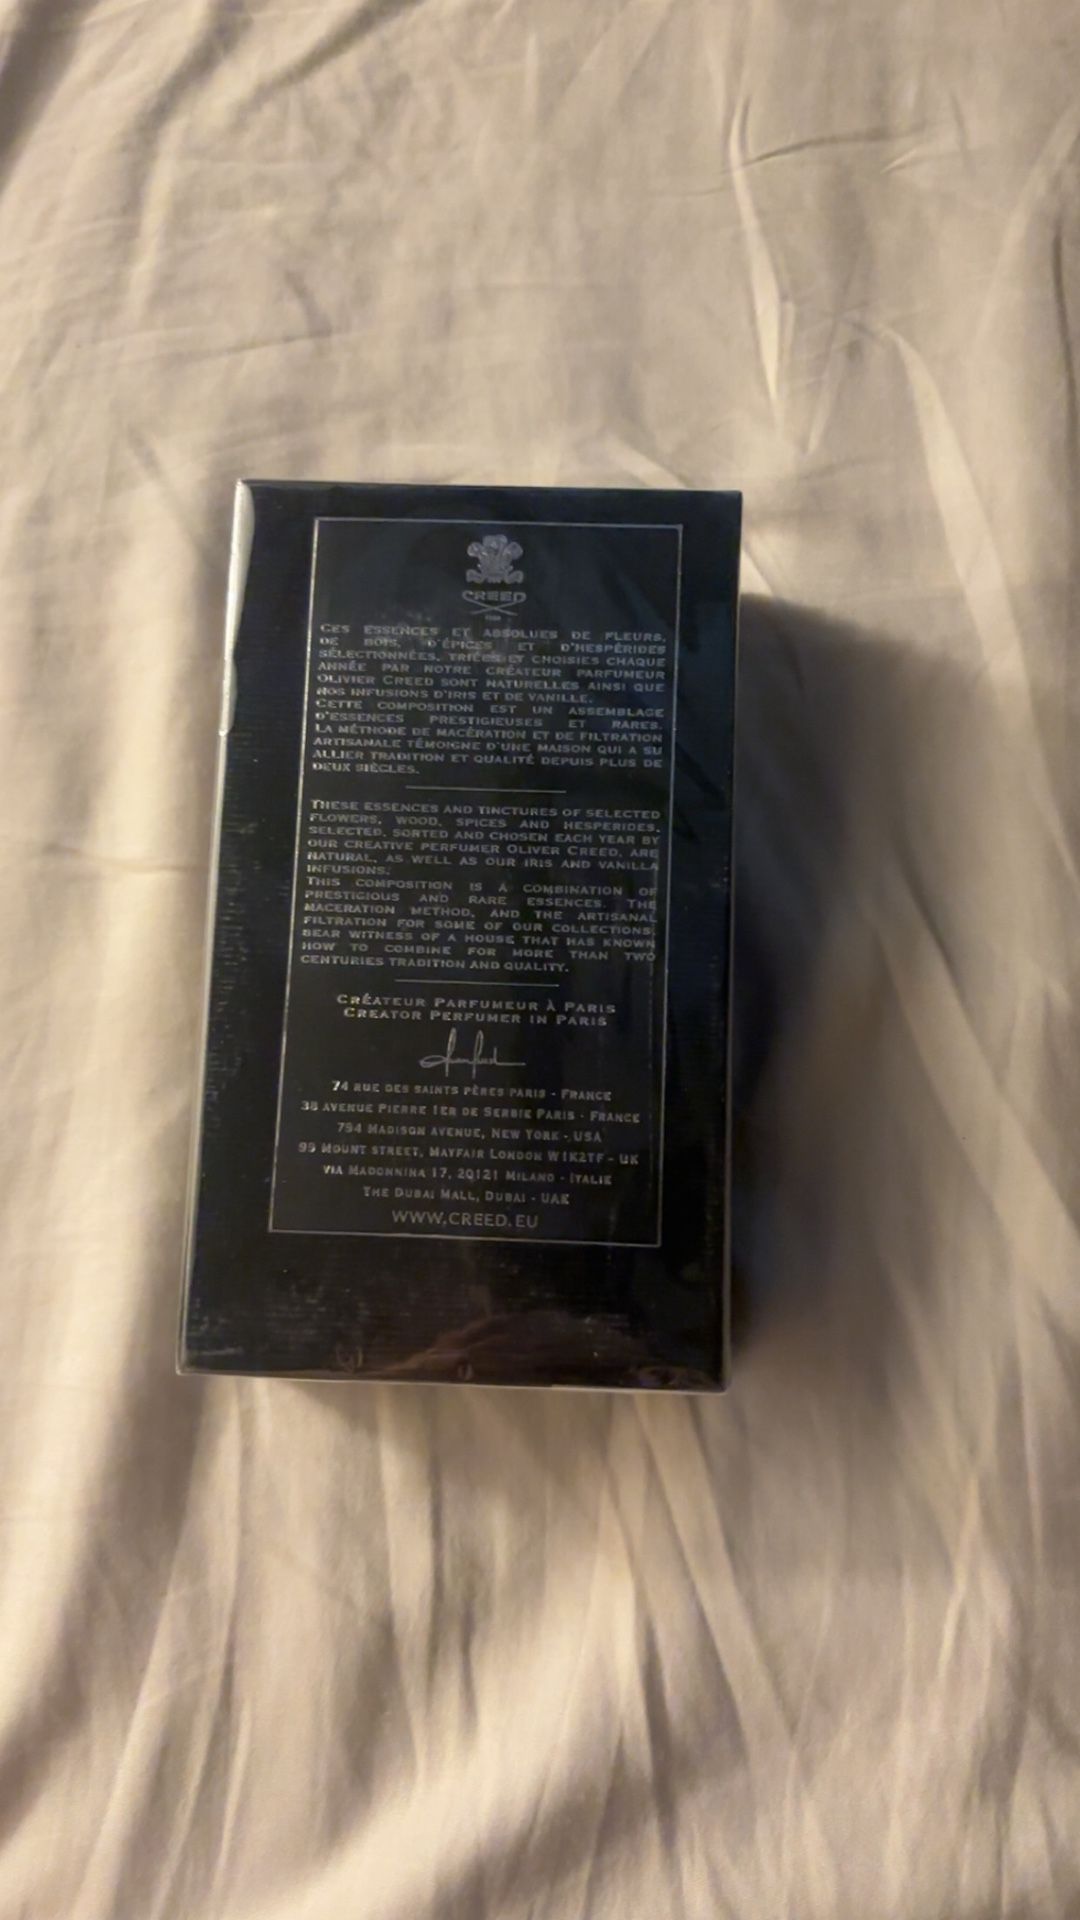 CREED
CES ESSENCES ET ABSOLUES DE FLEURS,
DE BOIS, D'ÉPICES ET D'HESPÉRIDES
SÉLECTIONNÉES, TRIÉES ET CHOISIES CHAQUE
ANNÉE PAR NOTRE CRÉATEUR PARFUMEUR
OLIVIER CREED SONT NATURELLES AINSI QUE
NOS INFUSIONS D'IRIS ET DE VANILLE.
CETTE COMPOSITION EST UN ASSEMBLAGE
D'ESSENCES PRESTIGIEUSES ET RARES.
LA MÉTHODE DE MACÉRATION ET DE FILTRATION
ARTISANALE TÉMOIGNE D'UNE MAISON QUI A SU
ALLIER TRADITION ET QUALITÉ DEPUIS PLUS DE
DEUX SIÈCLES.
THESE ESSENCES AND TINCTURES OF SELECTED
FLOWERS, WOOD, SPICES AND HESPERIDES,
SELECTED, SORTED AND CHOSEN EACH YEAR BY
OUR CREATIVE PERFUMER OLIVER CREED, ARE
NATURAL, AS WELL AS OUR IRIS AND VANILLA
INFUSIONS.
THIS COMPOSITION IS A COMBINATION OF
PRESTIGIOUS AND RARE ESSENCES. THE
MACERATION METHOD, AND THE ARTISANAL
FILTRATION FOR SOME OF OUR COLLECTIONS,
BEAR WITNESS OF A HOUSE THAT HAS KNOWN
HOW TO COMBINE FOR MORE THAN TWO
CENTURIES TRADITION AND QUALITY.
CRÉATEUR PARFUMEUR À PARIS
CREATOR PERFUMER IN PARIS
74 RUE DES SAINTS PÈRES PARIS - FRANCE
38 AVENUE PIERRE 1ER DE SERBIE PARIS - FRANCE
794 MADISON AVENUE, NEW YORK - USA
99 MOUNT STREET, MAYFAIR LONDON W1K2TF - UK
VIA MADONNINA 17, 20121 MILANO - ITALIE
THE DUBAI MALL, DUBAI - UAE
WWW.CREED.EU